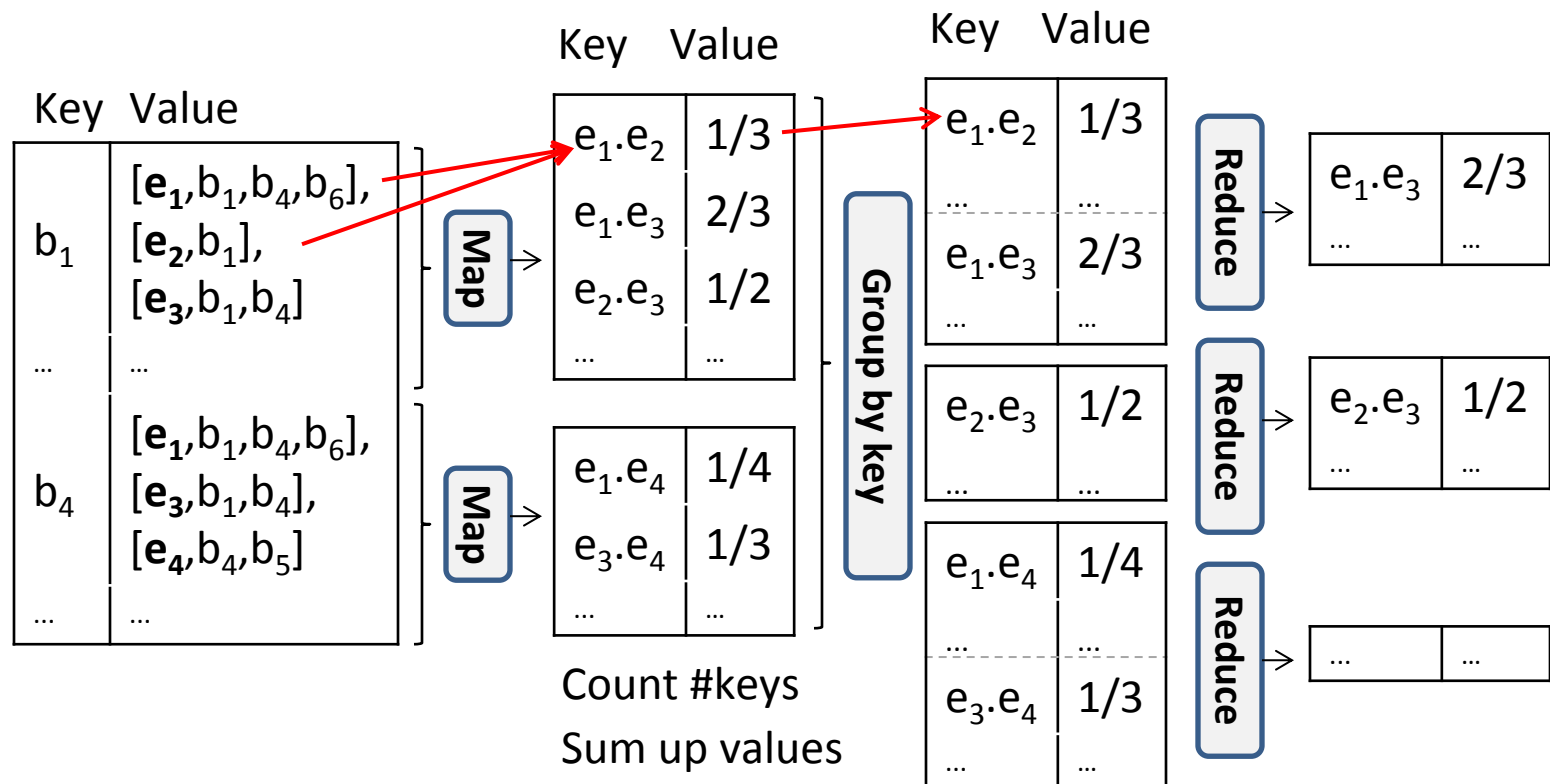 Key Value
b₁ [e₁,b₁,b₄,b₆],
[e₂,b₁],
[e₃,b₁,b₄]
... ...
b₄ [e₁,b₁,b₄,b₆],
[e₃,b₁,b₄],
[e₄,b₄,b₅]
... ...
Map
Map
Key Value
e₁.e₂ 1/3
e₁.e₃ 2/3
e₂.e₃ 1/2
... ...
e₁.e₄ 1/4
e₃.e₄ 1/3
... ...
Count #keys
Sum up values
Group by key
Key Value
e₁.e₂ 1/3
... ...
e₁.e₃ 2/3
... ...
e₂.e₃ 1/2
... ...
e₁.e₄ 1/4
... ...
e₃.e₄ 1/3
... ...
Reduce
Reduce
Reduce
e₁.e₃ 2/3
... ...
e₂.e₃ 1/2
... ...
... ...